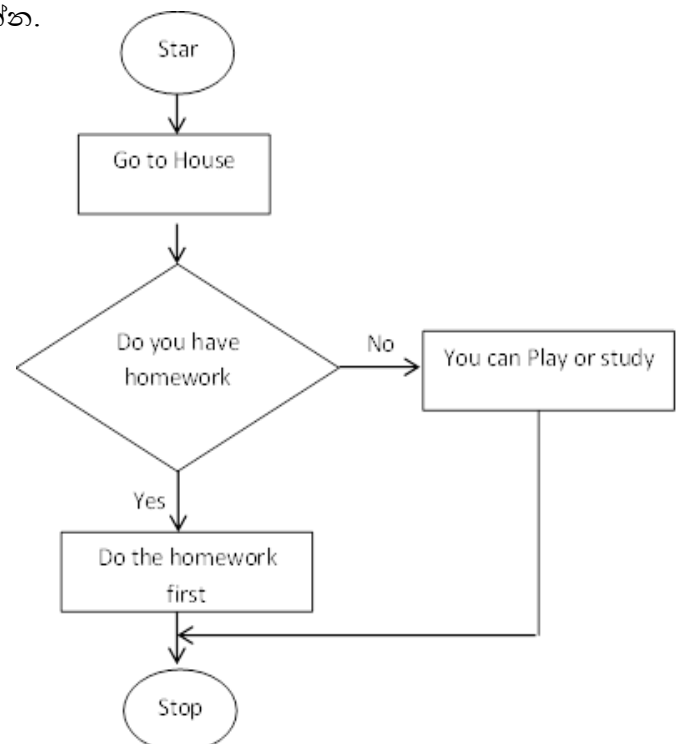 Star
Go to House
Do you have
homework
No
You can Play or study
Yes
Do the homework
first
Stop